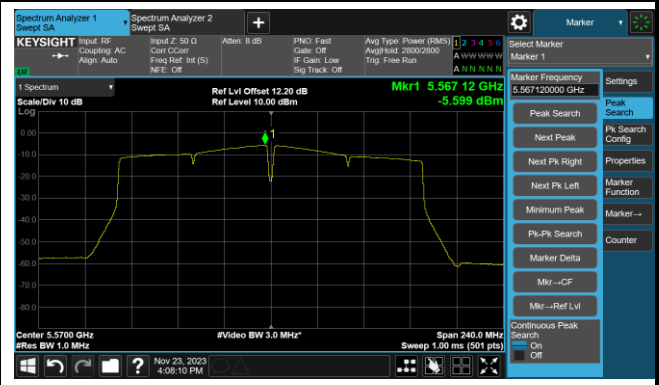 Spectrum Analyzer 1
Swept SA
Spectrum Analyzer 2
Swept SA
+
Marker
KEYSIGHT
Input: RF
Coupling: AC
Align: Auto
Input Z: 50 Ω
Corr CCorr
Freq Ref: Int (S)
NFE: Off
Atten: 8 dB
PNO: Fast
Gate: Off
IF Gain: Low
Sig Track: Off
Avg Type: Power (RMS)
Avg|Hold: 2800/2800
Trig: Free Run
1 2 3 4 5 6
A W W W W W
A N N N N N
Select Marker
Marker 1
LXI
1 Spectrum
Scale/Div 10 dB
Ref Lvl Offset 12.20 dB
Ref Level 10.00 dBm
Mkr1 5.567 12 GHz
-5.599 dBm
Log
0.00
-10.0
-20.0
-30.0
-40.0
-50.0
-60.0
-70.0
-80.0
1
Center 5.5700 GHz
#Res BW 1.0 MHz
#Video BW 3.0 MHz*
Span 240.0 MHz
Sweep 1.00 ms (501 pts)
Marker Frequency
5.567120000 GHz
Peak Search
Next Peak
Next Pk Right
Next Pk Left
Minimum Peak
Pk-Pk Search
Marker Delta
Mkr→CF
Mkr→Ref Lvl
Continuous Peak
Search
On
Off
Settings
Peak
Search
Pk Search
Config
Properties
Marker
Function
Marker→
Counter
?
Nov 23, 2023
4:08:10 PM